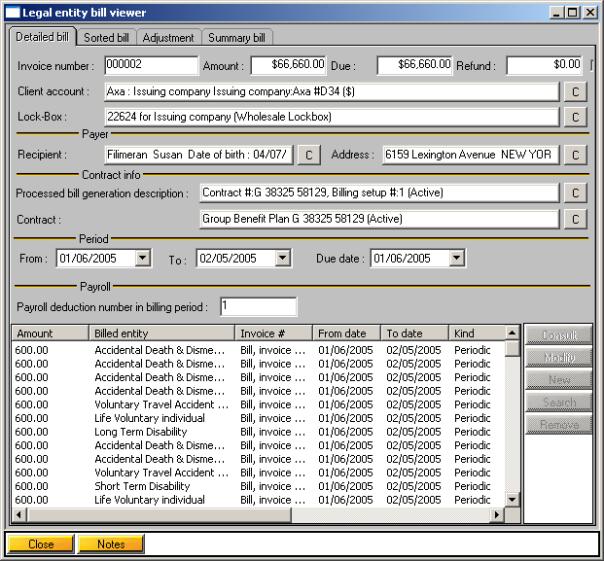 Legal entity bill viewer
Detailed bill Sorted bill Adjustment Summary bill
Invoice number : 000002 Amount : $66,660.00 Due : $66,660.00 Refund : $0.00
Client account : Axa : Issuing company Issuing company:Axa #D34 ($) C
Lock-Box : 22624 for Issuing company (Wholesale Lockbox) C
Payer
Recipient : Filimeran Susan Date of birth : 04/07/ C Address : 6159 Lexington Avenue NEW YOR C
Contract info
Processed bill generation description : Contract #:G 38325 58129, Billing setup #:1 (Active) C
Contract : Group Benefit Plan G 38325 58129 (Active) C
Period
From : 01/06/2005 To : 02/05/2005 Due date : 01/06/2005
Payroll
Payroll deduction number in billing period : 1
Amount Billed entity Invoice # From date To date Kind Consult
600.00 Accidental Death & Disme... Bill, invoice ... 01/06/2005 02/05/2005 Periodic
600.00 Accidental Death & Disme... Bill, invoice ... 01/06/2005 02/05/2005 Periodic Modify
600.00 Accidental Death & Disme... Bill, invoice ... 01/06/2005 02/05/2005 Periodic
600.00 Accidental Death & Disme... Bill, invoice ... 01/06/2005 02/05/2005 Periodic New
600.00 Voluntary Travel Accident ... Bill, invoice ... 01/06/2005 02/05/2005 Periodic Search
600.00 Life Voluntary individual Bill, invoice ... 01/06/2005 02/05/2005 Periodic Remove
600.00 Long Term Disability Bill, invoice ... 01/06/2005 02/05/2005 Periodic
600.00 Accidental Death & Disme... Bill, invoice ... 01/06/2005 02/05/2005 Periodic
600.00 Accidental Death & Disme... Bill, invoice ... 01/06/2005 02/05/2005 Periodic
600.00 Voluntary Travel Accident ... Bill, invoice ... 01/06/2005 02/05/2005 Periodic
600.00 Short Term Disability Bill, invoice ... 01/06/2005 02/05/2005 Periodic
600.00 Life Voluntary individual Bill, invoice ... 01/06/2005 02/05/2005 Periodic
Close Notes